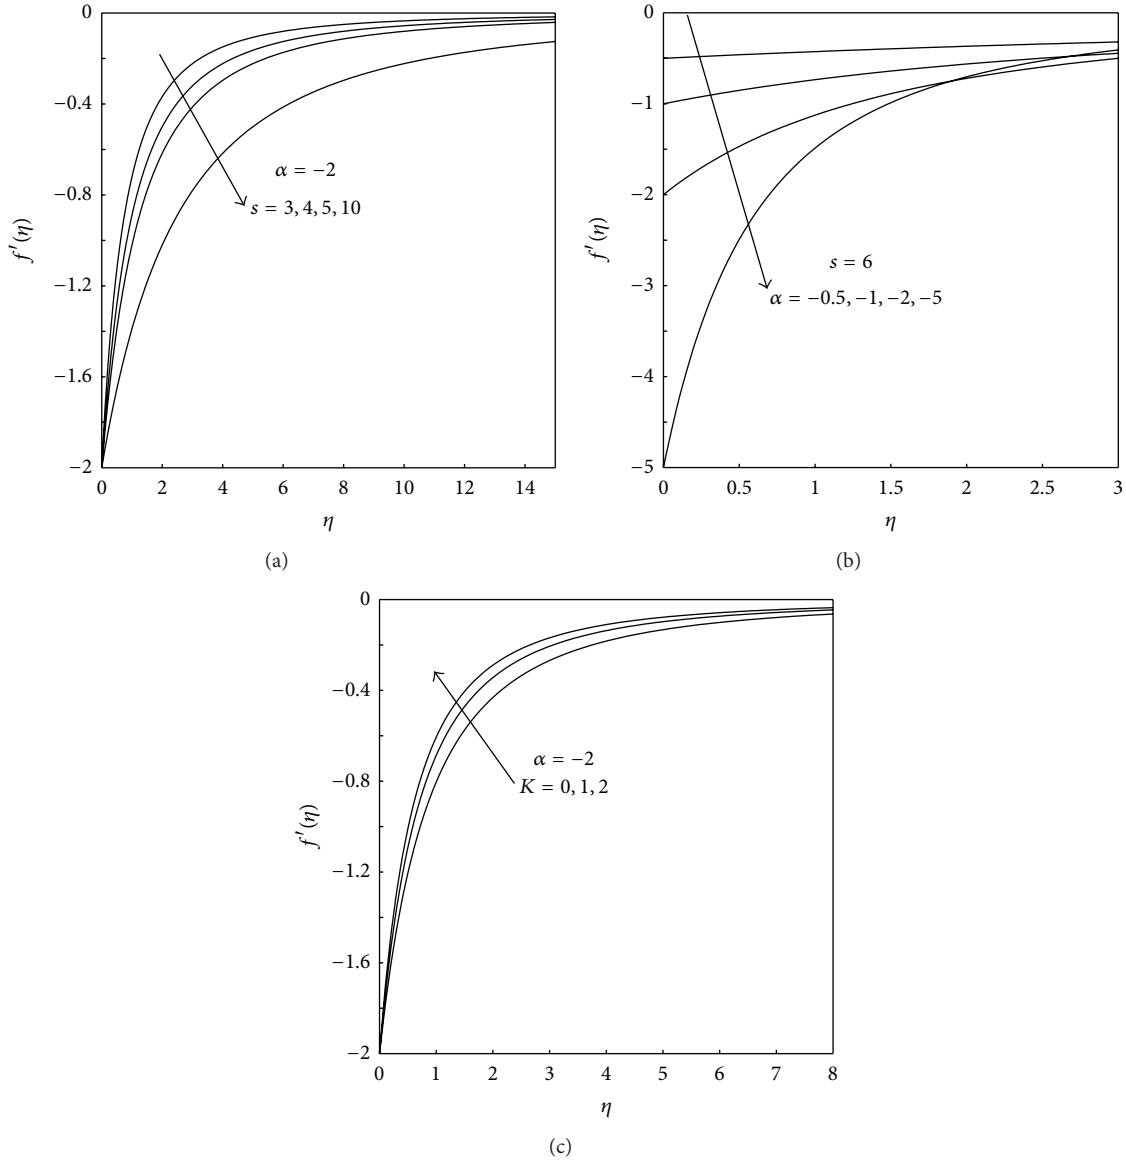 0
−0.4
−0.8
−1.2
−1.6
−2
f′(η)
α = −2
s = 3, 4, 5, 10
0 2 4 6 8 10 12 14
η
(a)
0
−1
−2
−3
−4
−5
f′(η)
s = 6
α = −0.5, −1, −2, −5
0 0.5 1 1.5 2 2.5 3
η
(b)
0
−0.4
−0.8
−1.2
−1.6
−2
f′(η)
α = −2
K = 0, 1, 2
0 1 2 3 4 5 6 7 8
η
(c)